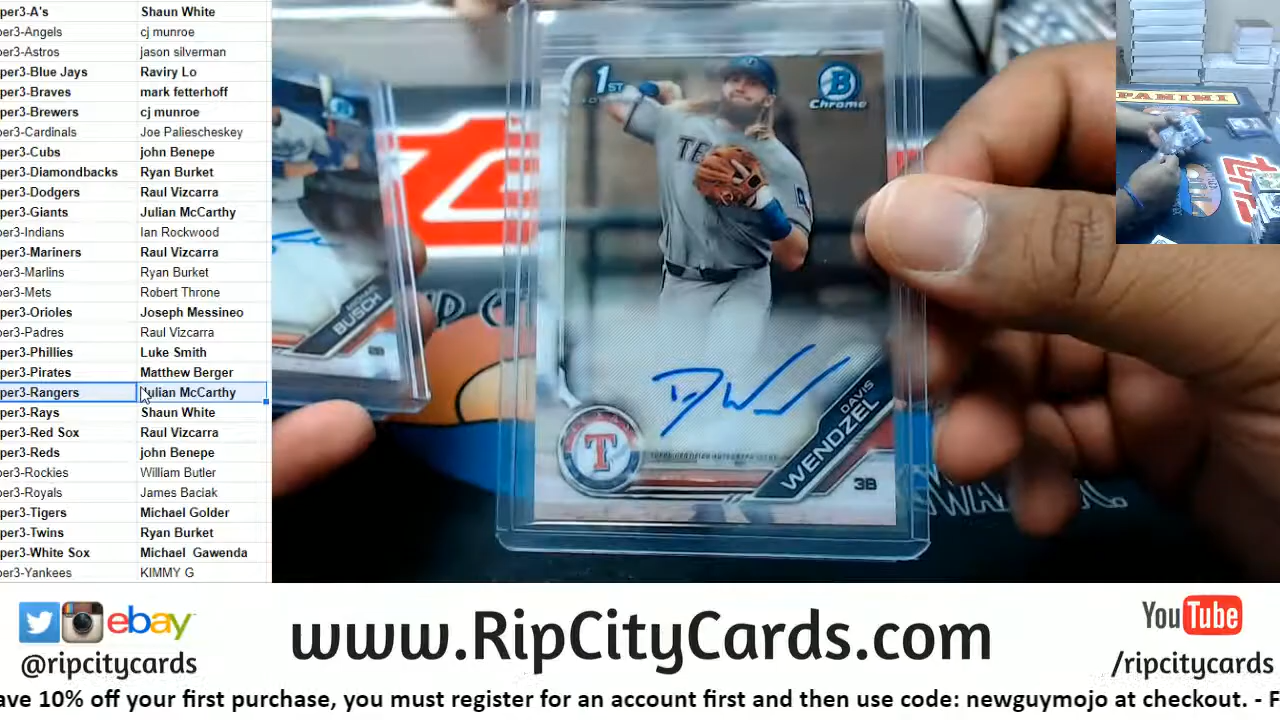 per3-A's Shaun White
per3-Angels cj munroe
per3-Astros jason silverman
per3-Blue Jays Raviry Lo
per3-Braves mark fetterhoff
per3-Brewers cj munroe
per3-Cardinals Joe Paliescheskey
per3-Cubs john Benepe
per3-Diamondbacks Ryan Burket
per3-Dodgers Raul Vizcarra
per3-Giants Julian McCarthy
per3-Indians Ian Rockwood
per3-Mariners Raul Vizcarra
per3-Marlins Ryan Burket
per3-Mets Robert Throne
per3-Orioles Joseph Messineo
per3-Padres Raul Vizcarra
per3-Phillies Luke Smith
per3-Pirates Matthew Berger
per3-Rangers Julian McCarthy
per3-Rays Shaun White
per3-Red Sox Raul Vizcarra
per3-Reds john Benepe
per3-Rockies William Butler
per3-Royals James Baciak
per3-Tigers Michael Golder
per3-Twins Ryan Burket
per3-White Sox Michael Gawenda
per3-Yankees KIMMY G
1ST
B
Chrome
TE
T
DAVIS
WENDZEL
3B
BUSCH
PANINI
ebay
@ripcitycards
www.RipCityCards.com
YouTube
/ripcitycards
ave 10% off your first purchase, you must register for an account first and then use code: newguymojo at checkout. - F